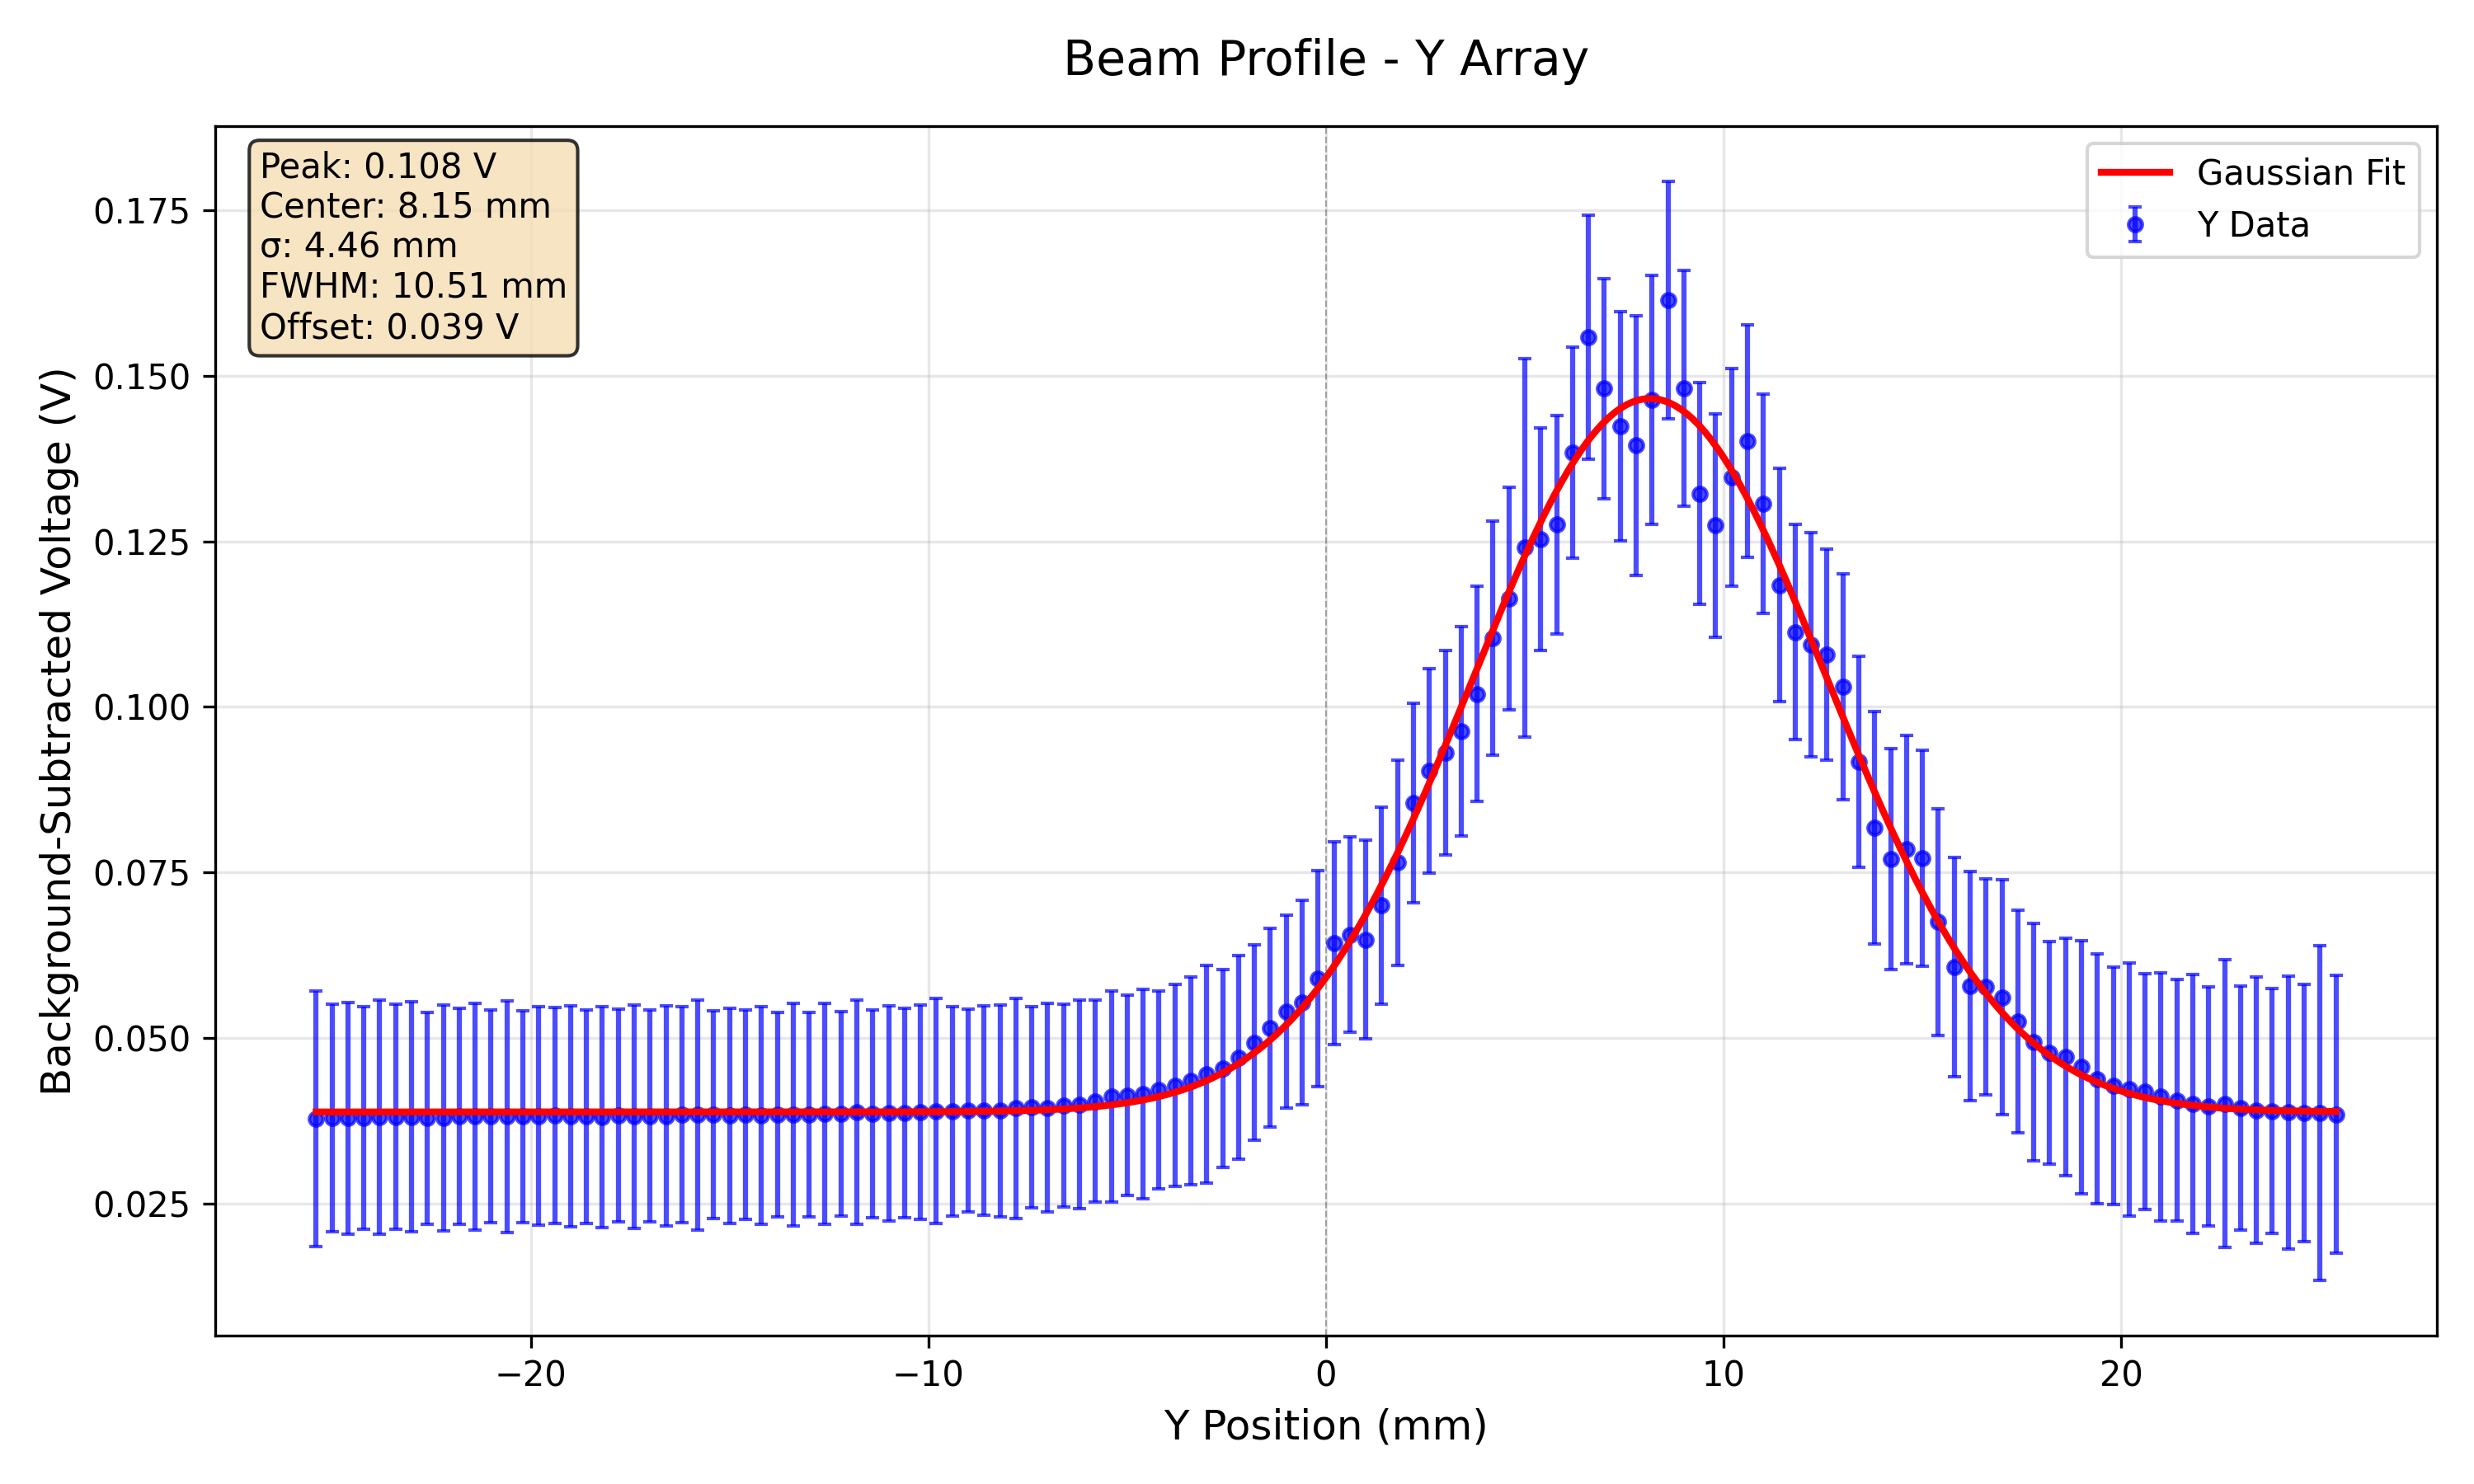 Beam Profile - Y Array
Peak: 0.108 V
Center: 8.15 mm
σ: 4.46 mm
FWHM: 10.51 mm
Offset: 0.039 V
Gaussian Fit
Y Data
Background-Subtracted Voltage (V)
0.175
0.150
0.125
0.100
0.075
0.050
0.025
−20
−10
0
10
20
Y Position (mm)